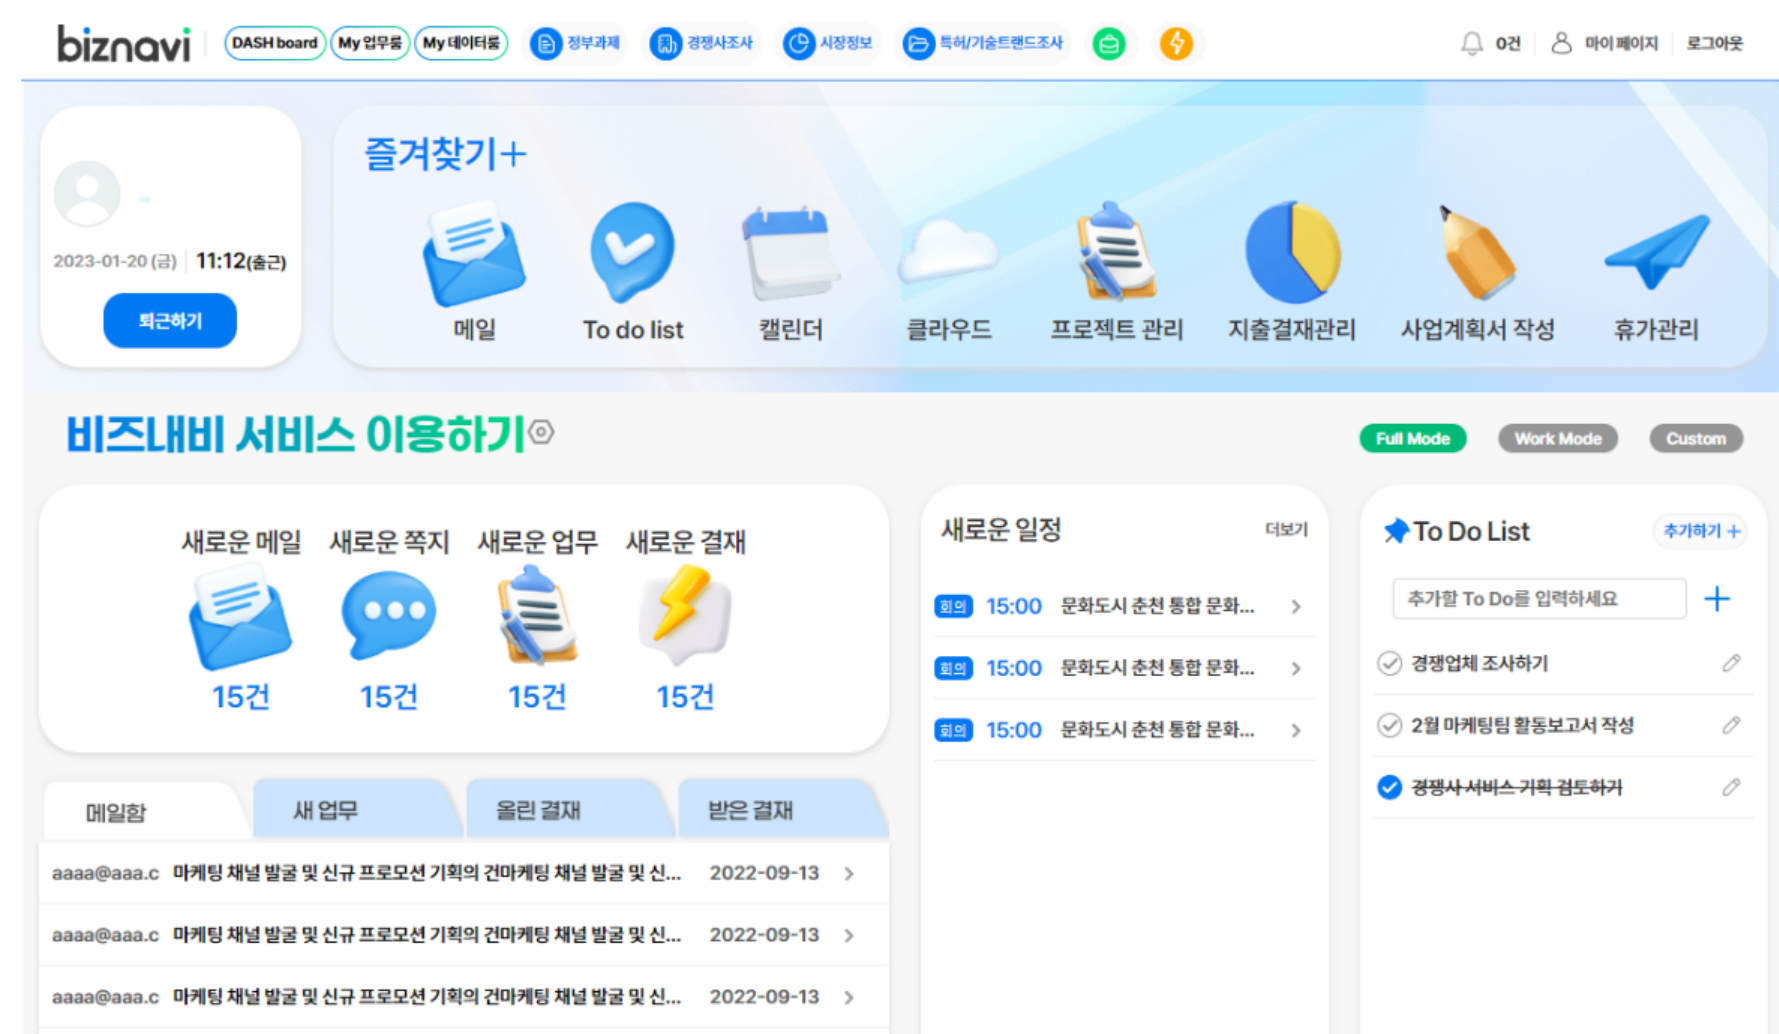 biznavi DASH board My 업무룸 My 데이터룸 정부과제 경쟁사조사 시장정보 특허/기술트랜드조사 0건 마이 페이지 로그아웃
2023-01-20 (금) 11:12(출근)
퇴근하기
즐겨찾기+
메일 To do list 캘린더 클라우드 프로젝트 관리 지출결재관리 사업계획서 작성 휴가관리
비즈내비 서비스 이용하기
Full Mode Work Mode Custom
새로운 메일 새로운 쪽지 새로운 업무 새로운 결재
15건 15건 15건 15건
메일함 새 업무 올린 결재 받은 결재
aaaa@aaa.c 마케팅 채널 발굴 및 신규 프로모션 기획의 건마케팅 채널 발굴 및 신... 2022-09-13
aaaa@aaa.c 마케팅 채널 발굴 및 신규 프로모션 기획의 건마케팅 채널 발굴 및 신... 2022-09-13
aaaa@aaa.c 마케팅 채널 발굴 및 신규 프로모션 기획의 건마케팅 채널 발굴 및 신... 2022-09-13
새로운 일정 더보기
회의 15:00 문화도시 춘천 통합 문화...
회의 15:00 문화도시 춘천 통합 문화...
회의 15:00 문화도시 춘천 통합 문화...
To Do List 추가하기 +
추가할 To Do를 입력하세요
경쟁업체 조사하기
2월 마케팅팀 활동보고서 작성
경쟁사 서비스 기획 검토하기